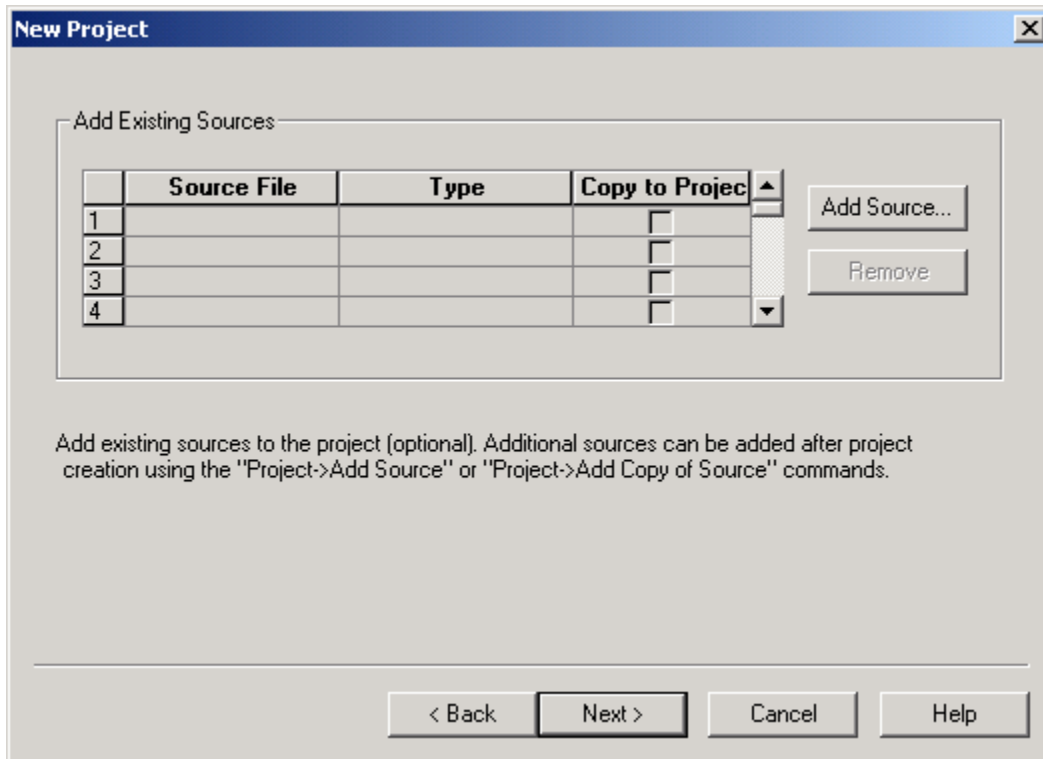 New Project
Add Existing Sources
Source File Type Copy to Projec
1
2
3
4
Add Source...
Remove
Add existing sources to the project (optional). Additional sources can be added after project
creation using the "Project->Add Source" or "Project->Add Copy of Source" commands.
< Back Next > Cancel Help